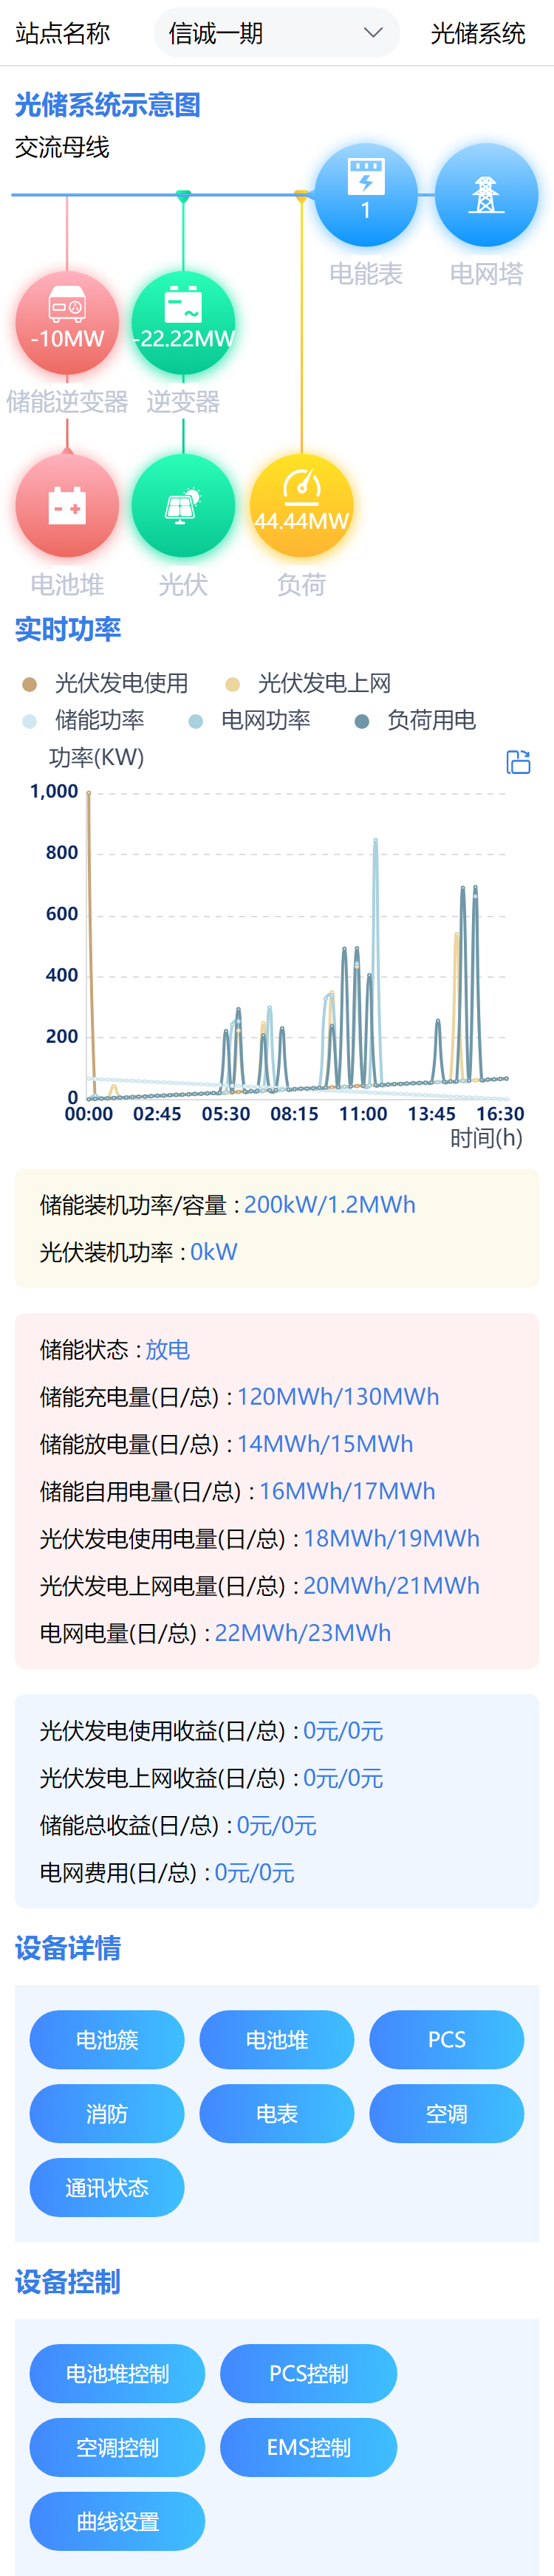 站点名称 信诚一期 光储系统
光储系统示意图
交流母线
1
电能表 电网塔
-10MW -22.22MW
储能逆变器 逆变器
44.44MW
电池堆 光伏 负荷
实时功率
光伏发电使用 光伏发电上网
储能功率 电网功率 负荷用电
功率(KW)
1,000
800
600
400
200
0
00:00 02:45 05:30 08:15 11:00 13:45 16:30
时间(h)
储能装机功率/容量 : 200kW/1.2MWh
光伏装机功率 : 0kW
储能状态 : 放电
储能充电量(日/总) : 120MWh/130MWh
储能放电量(日/总) : 14MWh/15MWh
储能自用电量(日/总) : 16MWh/17MWh
光伏发电使用电量(日/总) : 18MWh/19MWh
光伏发电上网电量(日/总) : 20MWh/21MWh
电网电量(日/总) : 22MWh/23MWh
光伏发电使用收益(日/总) : 0元/0元
光伏发电上网收益(日/总) : 0元/0元
储能总收益(日/总) : 0元/0元
电网费用(日/总) : 0元/0元
设备详情
电池簇 电池堆 PCS
消防 电表 空调
通讯状态
设备控制
电池堆控制 PCS控制
空调控制 EMS控制
曲线设置